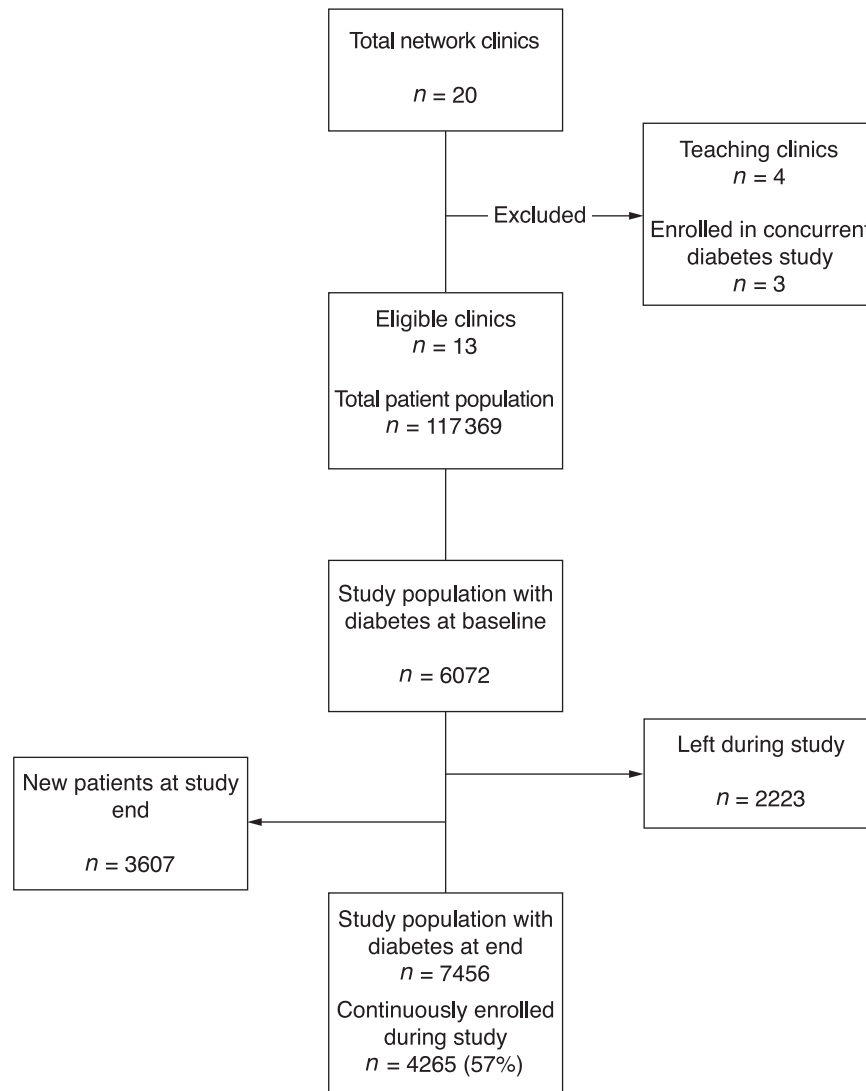 Total network clinics
n = 20
Teaching clinics
n = 4
Excluded
Enrolled in concurrent
diabetes study
n = 3
Eligible clinics
n = 13
Total patient population
n = 117 369
Study population with
diabetes at baseline
n = 6072
Left during study
n = 2223
New patients at study
end
n = 3607
Study population with
diabetes at end
n = 7456
Continuously enrolled
during study
n = 4265 (57%)